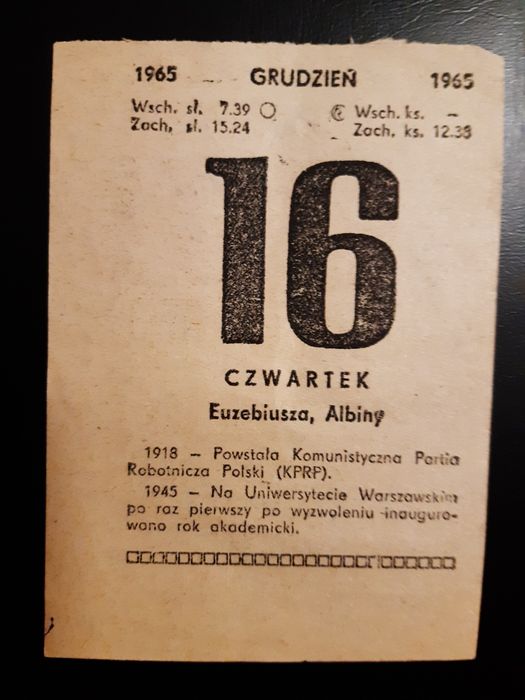 1965 GRUDZIEŃ 1965
Wsch. sł. 7.39 Wsch. ks. –
Zach. sł. 15.24 Zach. ks. 12.38
16
CZWARTEK
Euzebiusza, Albiny
1918 – Powstała Komunistyczna Partia
Robotnicza Polski (KPRP).
1945 – Na Uniwersytecie Warszawskim
po raz pierwszy po wyzwoleniu inauguro-
wano rok akademicki.